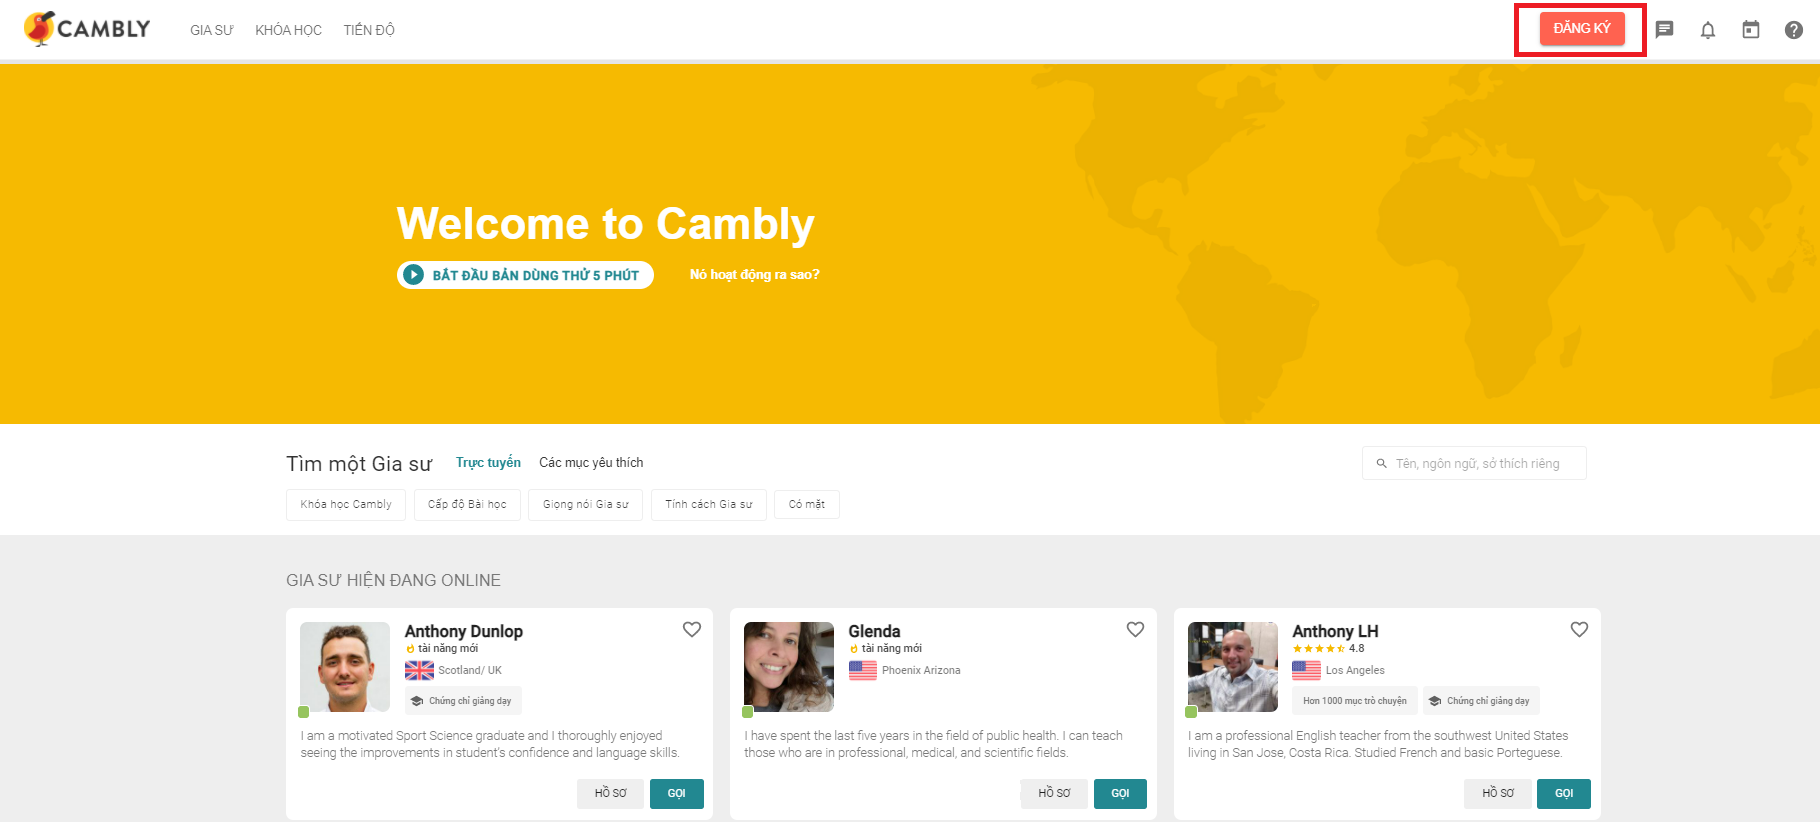 CAMBLY
GIA SƯ KHÓA HỌC TIẾN ĐỘ ĐĂNG KÝ
Welcome to Cambly
BẮT ĐẦU BẢN DÙNG THỬ 5 PHÚT Nó hoạt động ra sao?
Tìm một Gia sư Trực tuyến Các mục yêu thích Tên, ngôn ngữ, sở thích riêng
Khóa học Cambly Cấp độ Bài học Giọng nói Gia sư Tính cách Gia sư Có mặt
GIA SƯ HIỆN ĐANG ONLINE
Anthony Dunlop
tài năng mới
Scotland/ UK
Chứng chỉ giảng dạy
I am a motivated Sport Science graduate and I thoroughly enjoyed
seeing the improvements in student's confidence and language skills.
HỒ SƠ GỌI
Glenda
tài năng mới
Phoenix Arizona
I have spent the last five years in the field of public health. I can teach
those who are in professional, medical, and scientific fields.
HỒ SƠ GỌI
Anthony LH
4.8
Los Angeles
Hơn 1000 mục trò chuyện Chứng chỉ giảng dạy
I am a professional English teacher from the southwest United States
living in San Jose, Costa Rica. Studied French and basic Porteguese.
HỒ SƠ GỌI